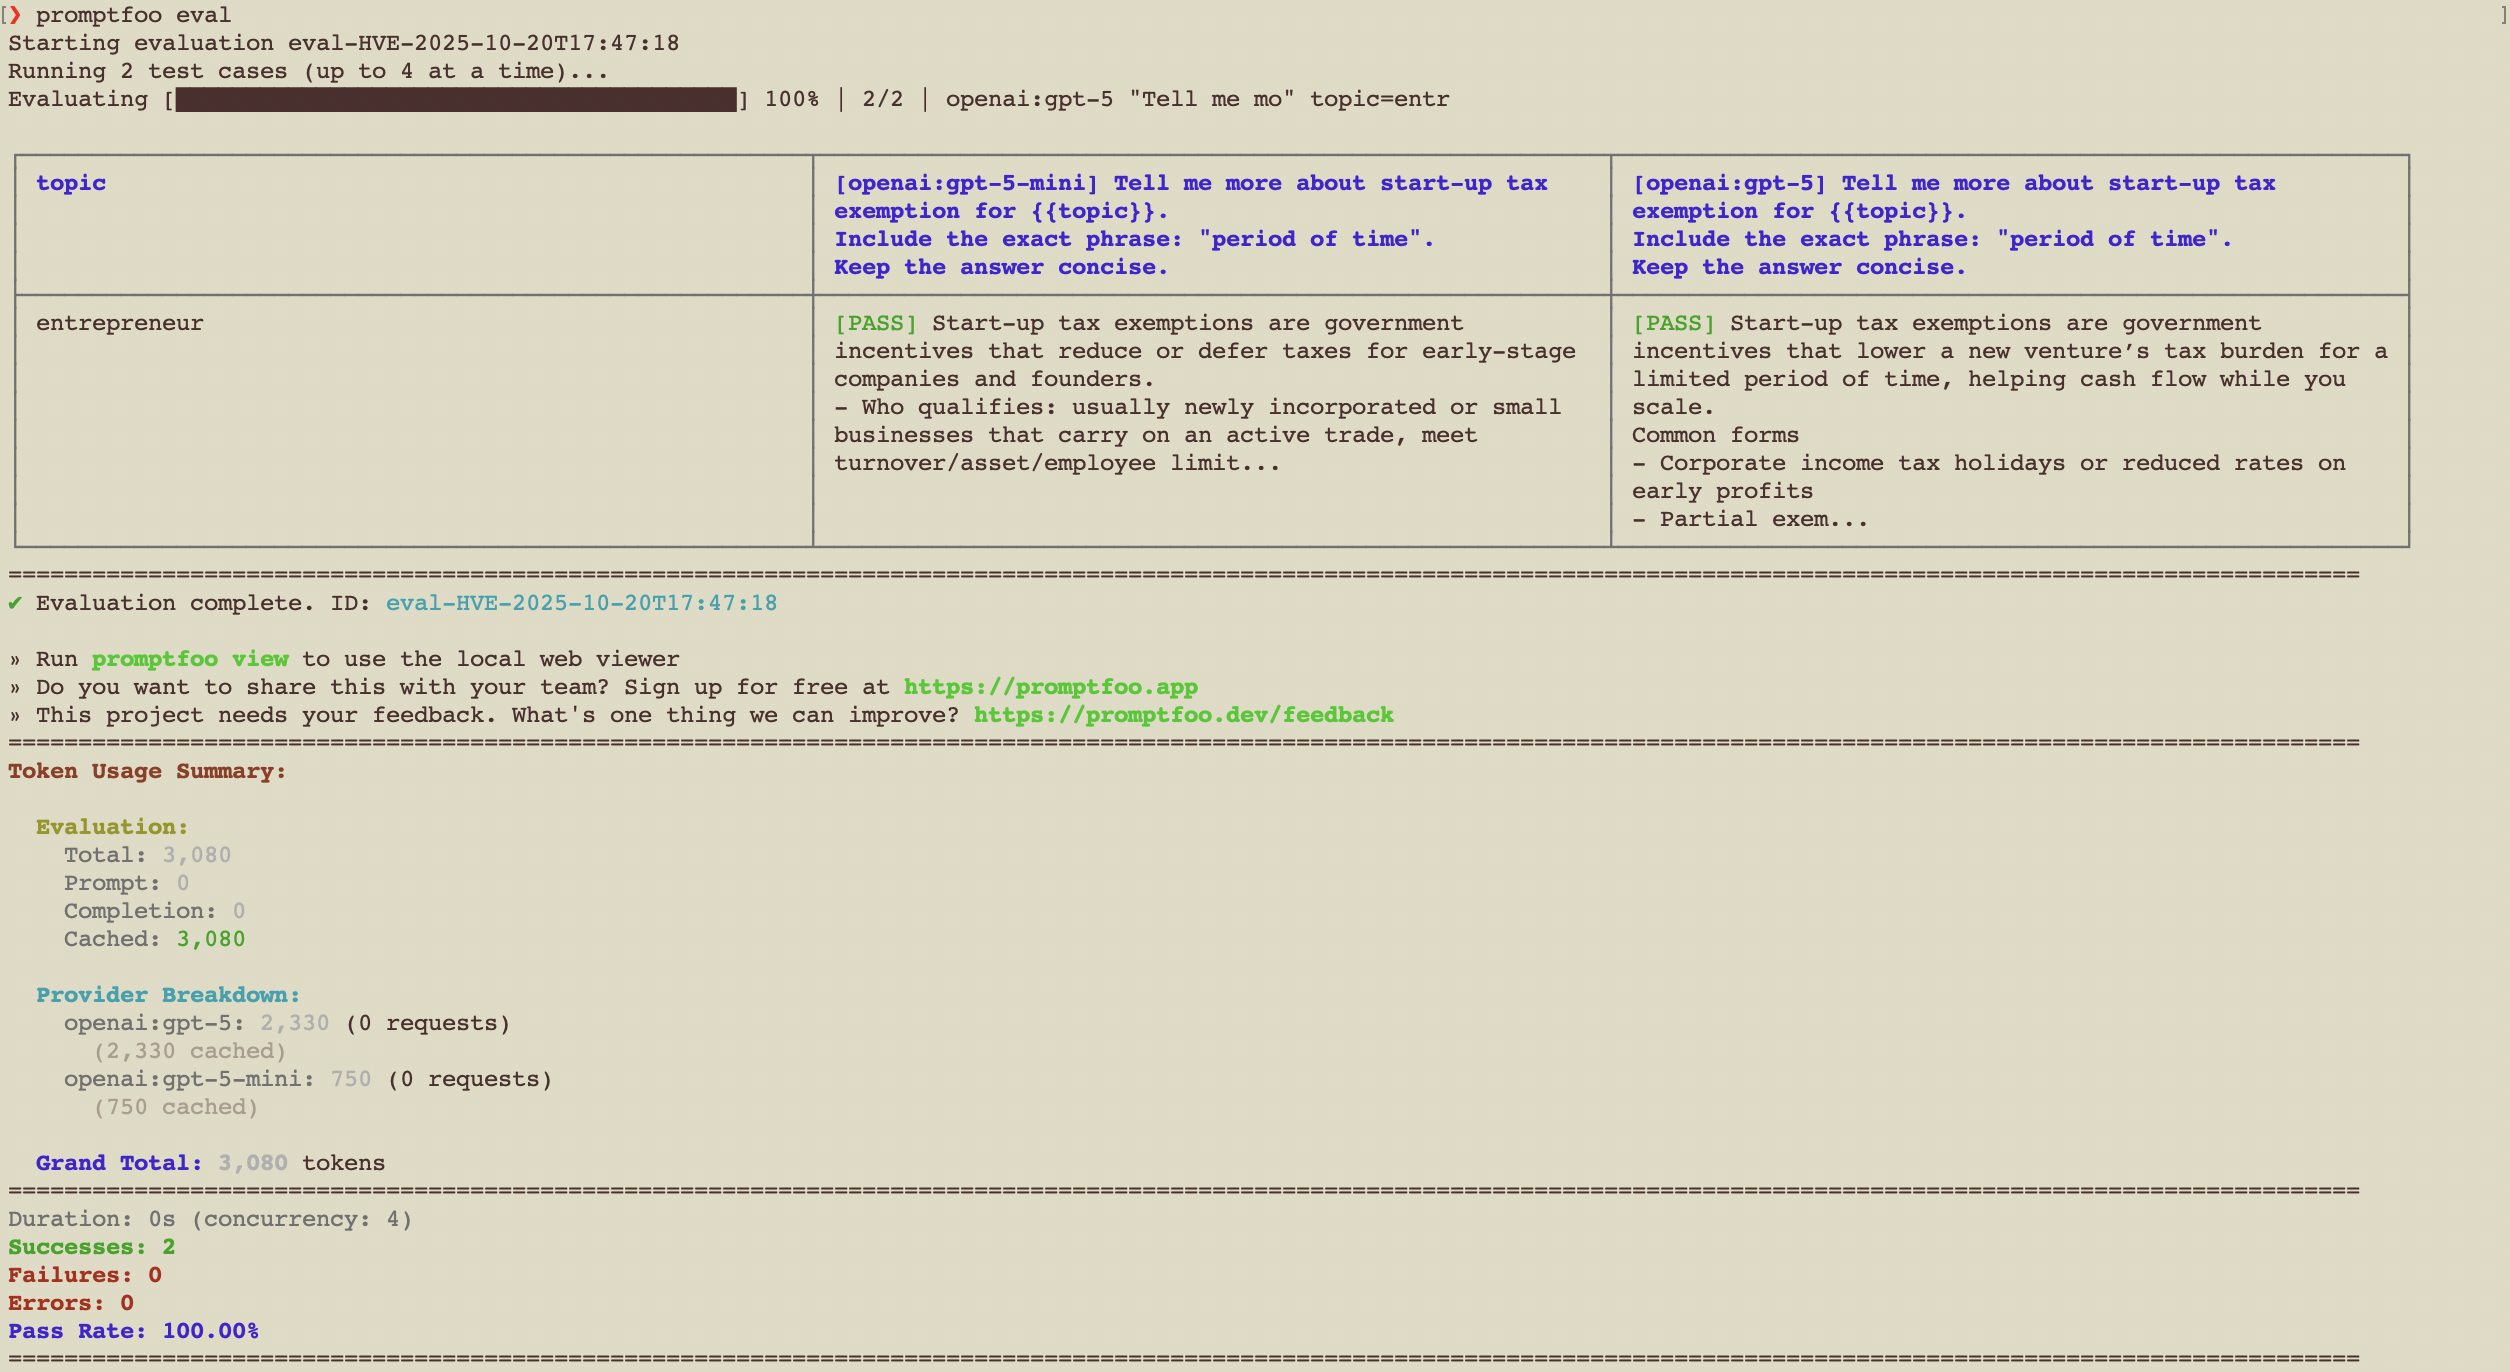 [❯ promptfoo eval ]
Starting evaluation eval-HVE-2025-10-20T17:47:18
Running 2 test cases (up to 4 at a time)...
Evaluating [████████████████████████████████████████] 100% | 2/2 | openai:gpt-5 "Tell me mo" topic=entr
topic
[openai:gpt-5-mini] Tell me more about start-up tax
exemption for {{topic}}.
Include the exact phrase: "period of time".
Keep the answer concise.
[openai:gpt-5] Tell me more about start-up tax
exemption for {{topic}}.
Include the exact phrase: "period of time".
Keep the answer concise.
entrepreneur
[PASS] Start-up tax exemptions are government
incentives that reduce or defer taxes for early-stage
companies and founders.
- Who qualifies: usually newly incorporated or small
businesses that carry on an active trade, meet
turnover/asset/employee limit...
[PASS] Start-up tax exemptions are government
incentives that lower a new venture’s tax burden for a
limited period of time, helping cash flow while you
scale.
Common forms
- Corporate income tax holidays or reduced rates on
early profits
- Partial exem...
✔ Evaluation complete. ID: eval-HVE-2025-10-20T17:47:18
» Run promptfoo view to use the local web viewer
» Do you want to share this with your team? Sign up for free at https://promptfoo.app
» This project needs your feedback. What's one thing we can improve? https://promptfoo.dev/feedback
Token Usage Summary:
Evaluation:
Total: 3,080
Prompt: 0
Completion: 0
Cached: 3,080
Provider Breakdown:
openai:gpt-5: 2,330 (0 requests)
(2,330 cached)
openai:gpt-5-mini: 750 (0 requests)
(750 cached)
Grand Total: 3,080 tokens
Duration: 0s (concurrency: 4)
Successes: 2
Failures: 0
Errors: 0
Pass Rate: 100.00%